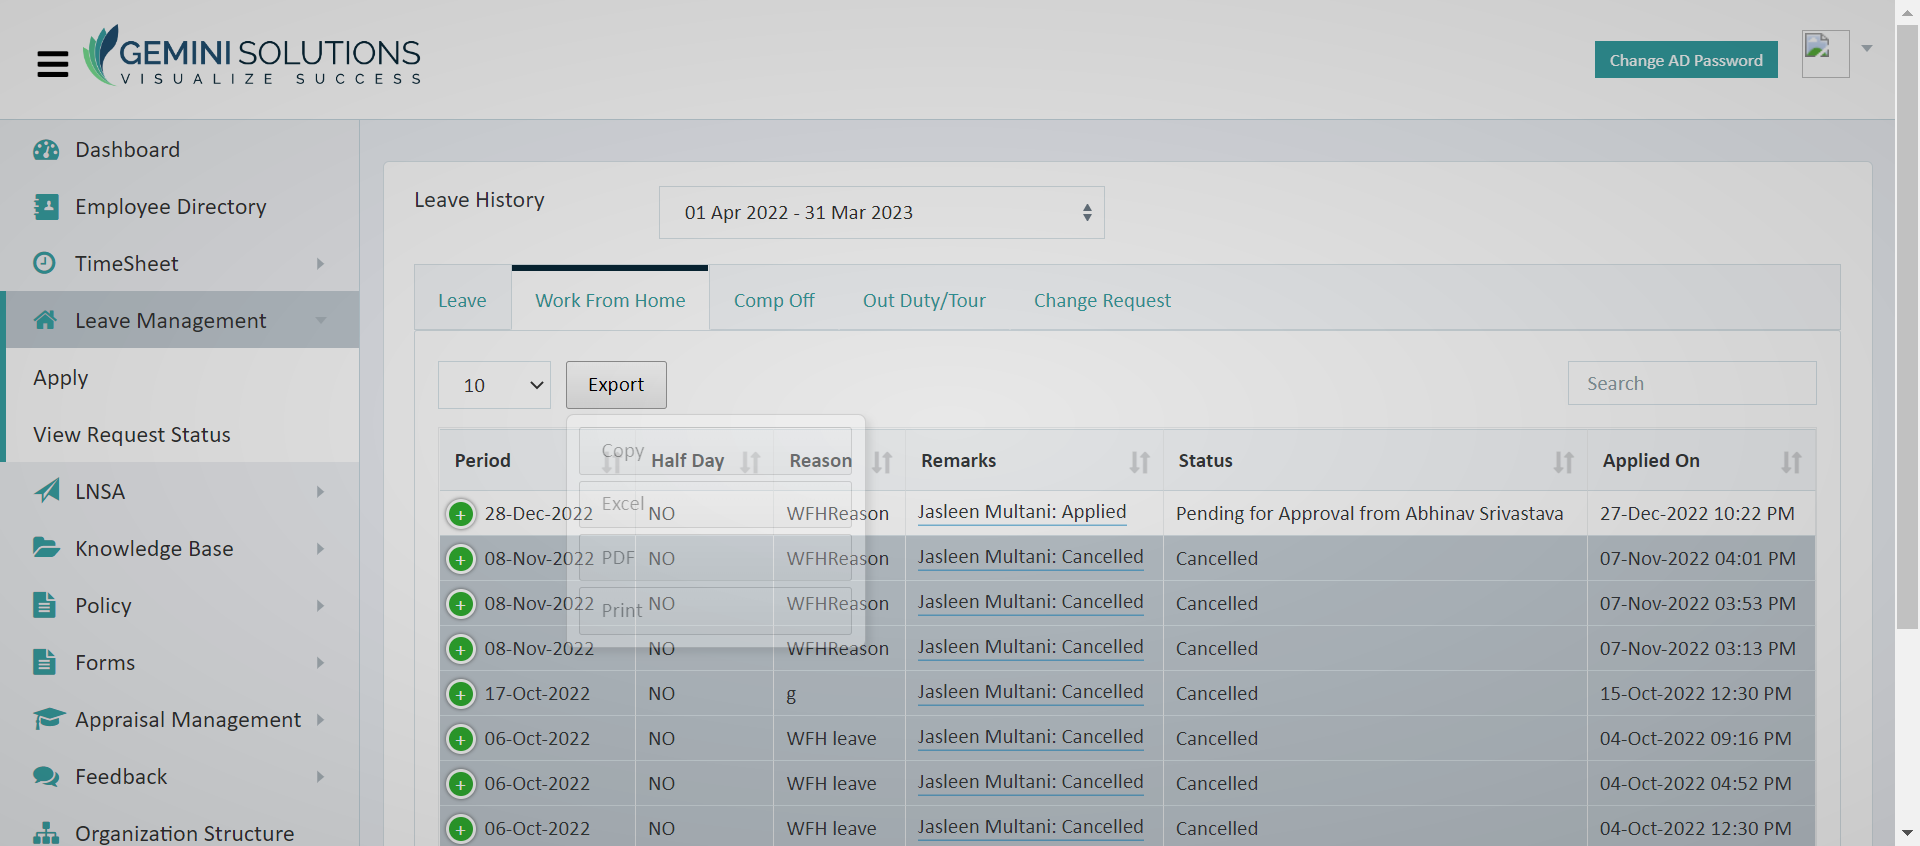 GEMINI SOLUTIONS
VISUALIZE SUCCESS
Change AD Password
Dashboard
Employee Directory
TimeSheet
Leave Management
Apply
View Request Status
LNSA
Knowledge Base
Policy
Forms
Appraisal Management
Feedback
Organization Structure
Leave History
01 Apr 2022 - 31 Mar 2023
Leave Work From Home Comp Off Out Duty/Tour Change Request
10 Export Search
Copy
Excel
PDF
Print
Period Half Day Reason Remarks Status Applied On
28-Dec-2022 NO WFHReason Jasleen Multani: Applied Pending for Approval from Abhinav Srivastava 27-Dec-2022 10:22 PM
08-Nov-2022 NO WFHReason Jasleen Multani: Cancelled Cancelled 07-Nov-2022 04:01 PM
08-Nov-2022 NO WFHReason Jasleen Multani: Cancelled Cancelled 07-Nov-2022 03:53 PM
08-Nov-2022 NO WFHReason Jasleen Multani: Cancelled Cancelled 07-Nov-2022 03:13 PM
17-Oct-2022 NO g Jasleen Multani: Cancelled Cancelled 15-Oct-2022 12:30 PM
06-Oct-2022 NO WFH leave Jasleen Multani: Cancelled Cancelled 04-Oct-2022 09:16 PM
06-Oct-2022 NO WFH leave Jasleen Multani: Cancelled Cancelled 04-Oct-2022 04:52 PM
06-Oct-2022 NO WFH leave Jasleen Multani: Cancelled Cancelled 04-Oct-2022 12:30 PM